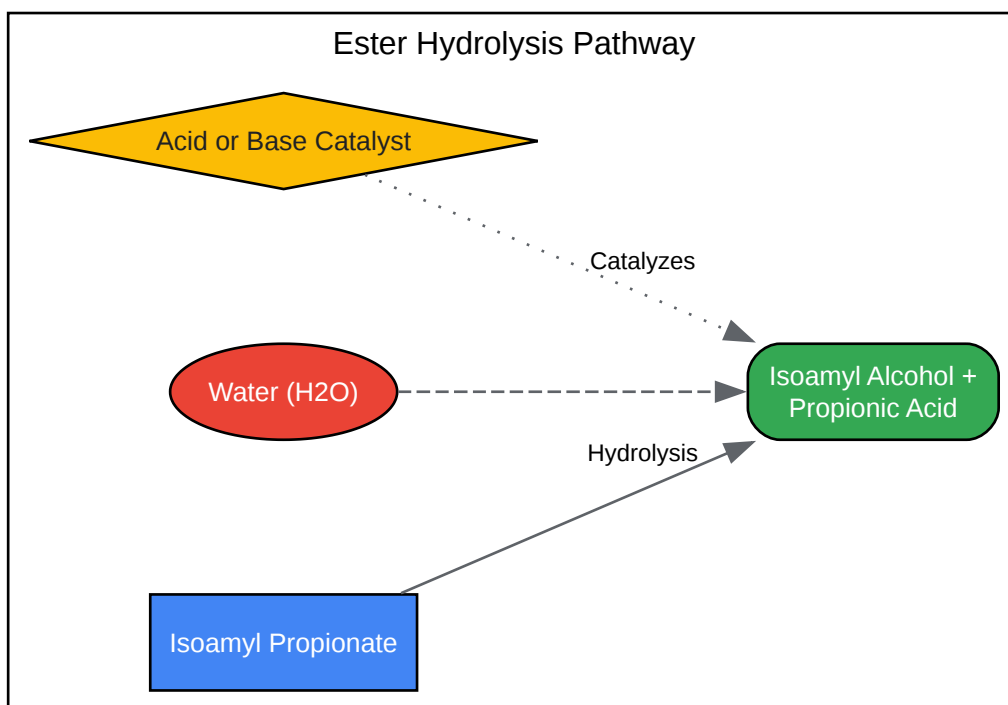 Ester Hydrolysis Pathway
Acid or Base Catalyst
Catalyzes
Water (H2O)
Isoamyl Alcohol +
Propionic Acid
Hydrolysis
Isoamyl Propionate